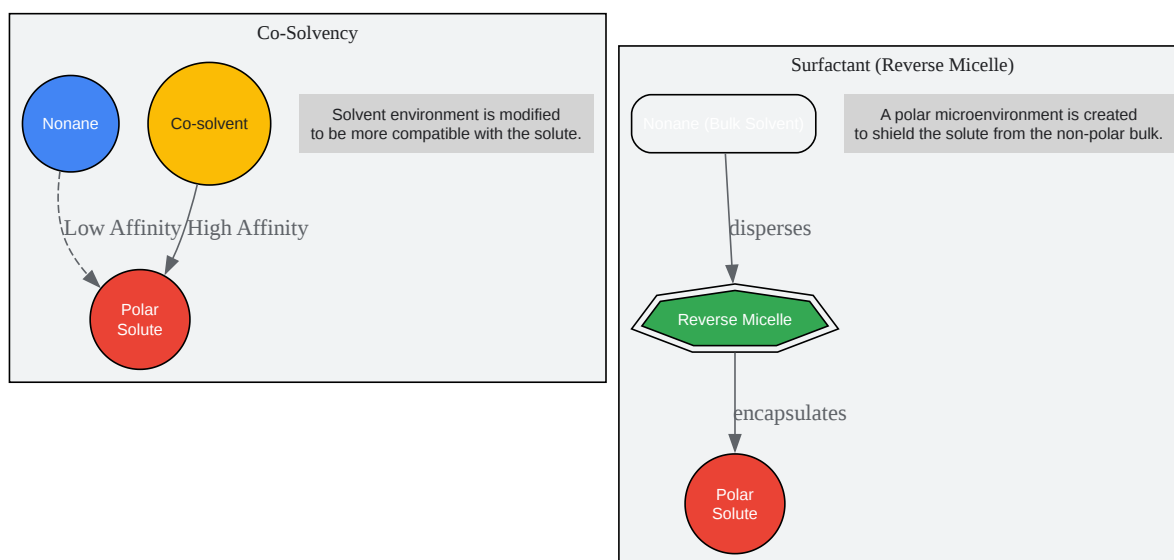 Co-Solvency
Nonane
Co-solvent
Solvent environment is modified
to be more compatible with the solute.
Low Affinity
High Affinity
Polar
Solute
Surfactant (Reverse Micelle)
Nonane (Bulk Solvent)
A polar microenvironment is created
to shield the solute from the non-polar bulk.
disperses
Reverse Micelle
encapsulates
Polar
Solute